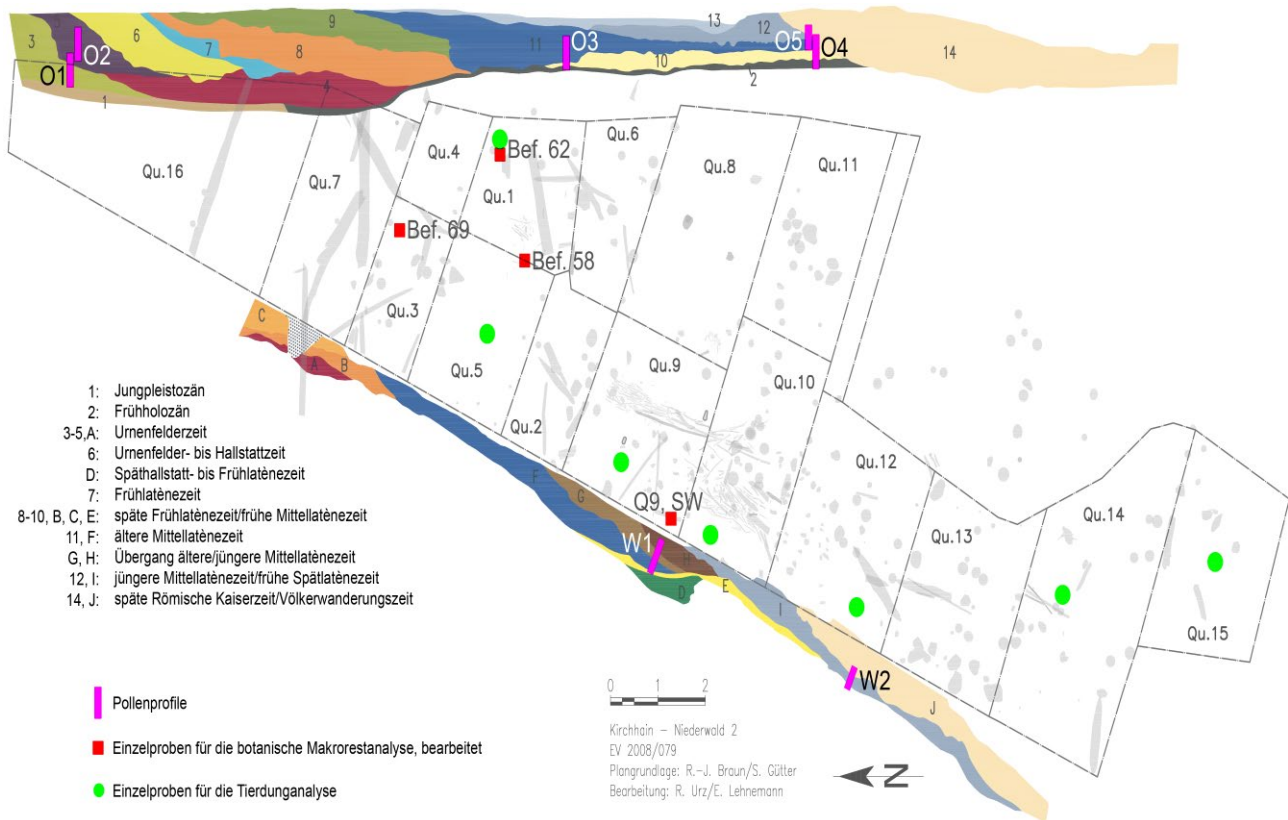 9
13
12
3
6
O2
8
11
O3
O5
O4
7
10
14
O1
2
4
1
Qu.6
Qu.4
Bef. 62
Qu.8
Qu.11
Qu.16
Qu.7
Qu.1
Bef. 69
Bef. 58
C
Qu.3
A
B
Qu.9
Qu.5
Qu.10
Qu.2
Qu.12
F
G
Q9, SW
Qu.13
Qu.14
W1
H
D
E
I
Qu.15
W2
J
1: Jungpleistozän
2: Frühholozän
3-5,A: Urnenfelderzeit
6: Urnenfelder- bis Hallstattzeit
D: Späthallstatt- bis Frühlatènezeit
7: Frühlatènezeit
8-10, B, C, E: späte Frühlatènezeit/frühe Mittellatènezeit
11, F: ältere Mittellatènezeit
G, H: Übergang ältere/jüngere Mittellatènezeit
12, I: jüngere Mittellatènezeit/frühe Spätlatènezeit
14, J: späte Römische Kaiserzeit/Völkerwanderungszeit
Pollenprofile
Einzelproben für die botanische Makrorestanalyse, bearbeitet
Einzelproben für die Tierdunganalyse
0 1 2
Kirchhain - Niederwald 2
EV 2008/079
Plangrundlage: R.-J. Braun/S. Gütter
Bearbeitung: R. Urz/E. Lehnemann
N